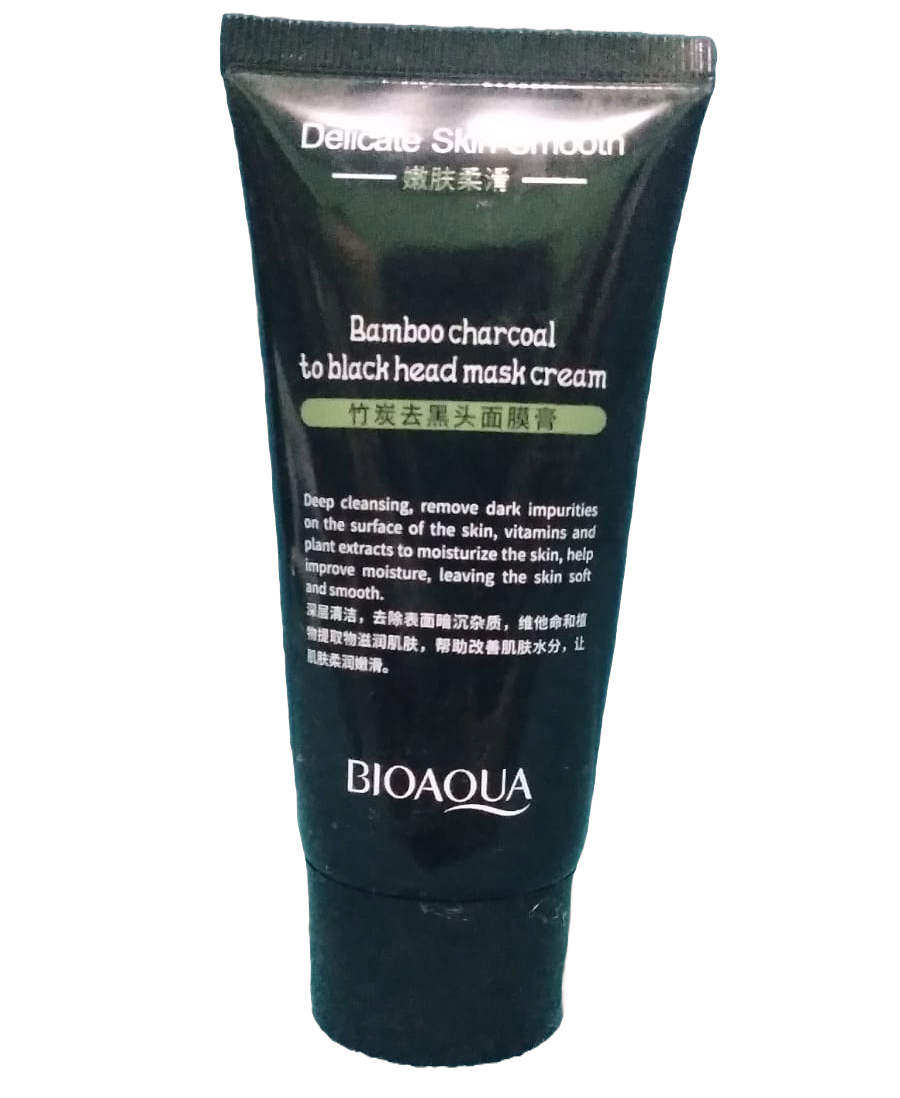 Delicate Skin Smooth
嫩肤柔滑
Bamboo charcoal
to black head mask cream
竹炭去黑头面膜膏
Deep cleansing, remove dark impurities
on the surface of the skin, vitamins and
plant extracts to moisturize the skin, help
improve moisture, leaving the skin soft
and smooth.
深层清洁，去除表面暗沉杂质，维他命和植
物提取物滋润肌肤，帮助改善肌肤水分，让
肌肤柔润嫩滑。
BIOAQUA